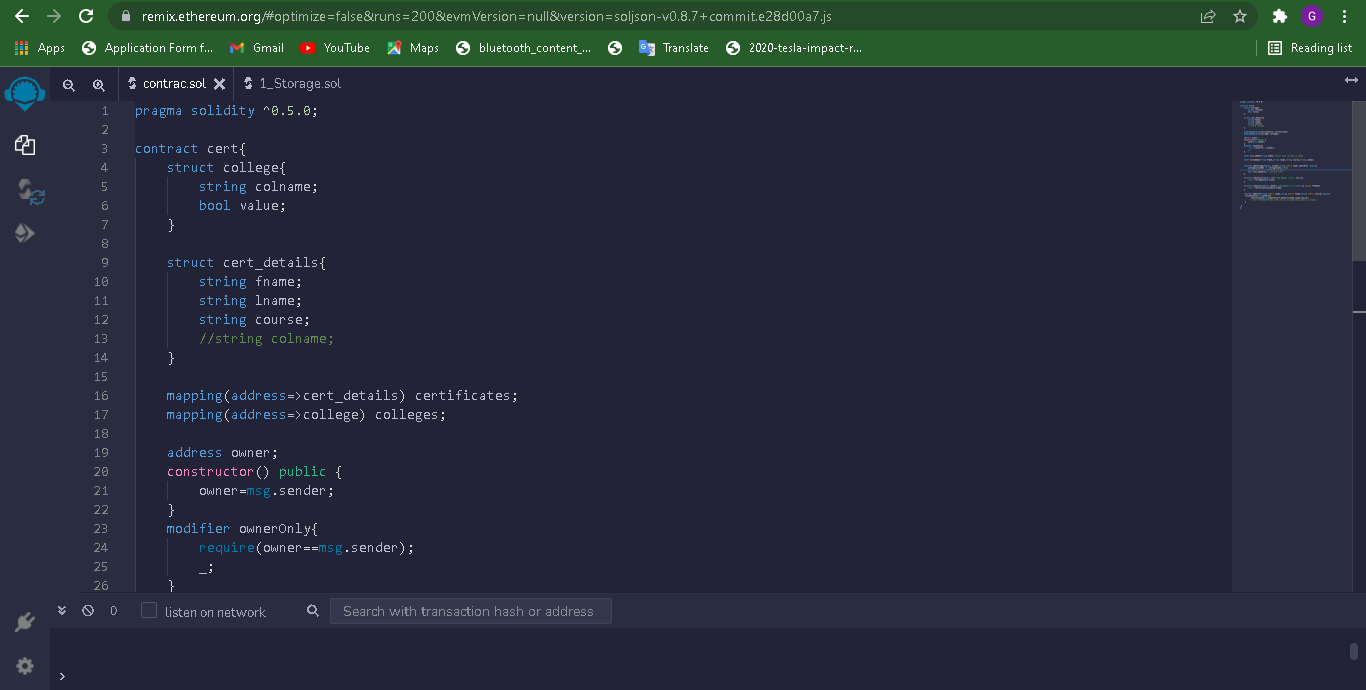 remix.ethereum.org/#optimize=false&runs=200&evmVersion=null&version=soljson-v0.8.7+commit.e28d00a7.js
G
Apps Application Form f... Gmail YouTube Maps bluetooth_content_... Translate 2020-tesla-impact-r... Reading list
contrac.sol 1_Storage.sol
1 pragma solidity ^0.5.0;
2
3 contract cert{
4 struct college{
5 string colname;
6 bool value;
7 }
8
9 struct cert_details{
10 string fname;
11 string lname;
12 string course;
13 //string colname;
14 }
15
16 mapping(address=>cert_details) certificates;
17 mapping(address=>college) colleges;
18
19 address owner;
20 constructor() public {
21 owner=msg.sender;
22 }
23 modifier ownerOnly{
24 require(owner==msg.sender);
25 _;
26 }
0 listen on network Search with transaction hash or address
>